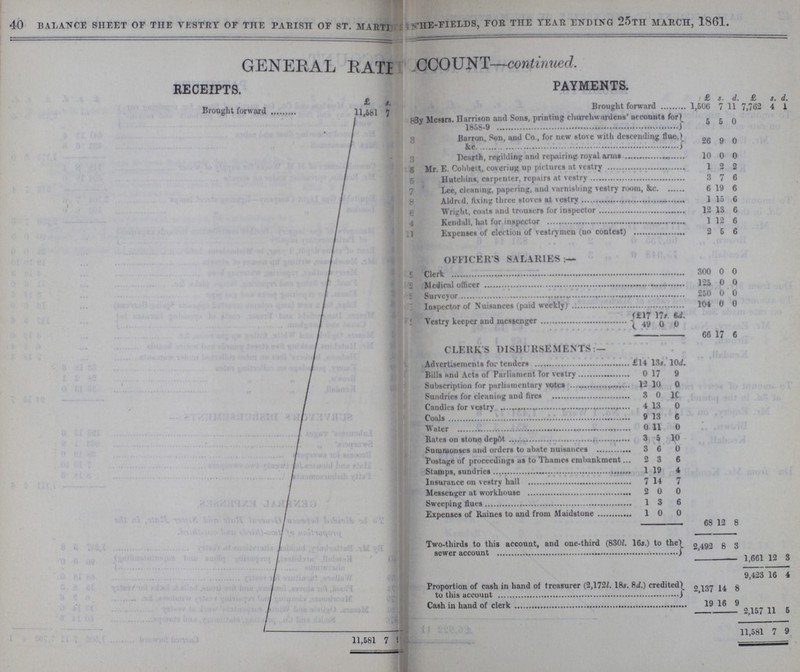 40 BALANCE SHEET OF THE VESTRY OF THE PARISH OF ST. MARTI
S-THE-FIELDS, FOR THE YEAR ENDING 25TH MARCH, 1861.
GENERAL RATE
RECEIPTS.
£ s.
Brought forward ......... 11,581 7
11,581 7
CCOUNT—continued.
PAYMENTS.
£ s. d. £ s. d.
Brought forward ......... 1,506 7 11 7,762 4 1
By Messrs. Harrison and Sons, printing churchwardens' accounts for
1858-9 ......... 5 5 0
Barron, Son, and Co., for new stove with descending flue,
&c. ......... 26 9 0
Dearth, regilding and repairing royal arms ......... 10 0 0
Mr. E. Cobbett, covering up pictures at vestry ......... 1 2 2
Hutchins, carpenter, repairs at vestry ......... 3 7 6
Lee, cleaning, papering, and varnishing vestry room, &c. ...... 6 19 6
Aldred, fixing three stoves at vestry ......... 1 15 6
Wright, coats and trousers for inspector ......... 12 13 6
Kendall, hat for inspector ......... 1 12 6
Expenses of election of vestrymen (no contest) ......... 2 5 6
OFFICER'S SALARIES :—
Clerk ......... 300 0 0
Medical officer ......... 125 0 0
Surveyor ......... 250 0 0
Inspector of Nuisances (paid weekly) ......... 104 0 0
Vestry keeper and messenger ......... { £17 17s. 6d.
{ 49 0 0
66 17 6
CLERK'S DISBURSEMENTS :—
Advertisements for tenders ......... £14 13s. 10d.
Bills and Acts of Parliament for vestry ......... 0 17 9
Subscription for parliamentary votes ......... 12 10 0
Sundries for cleaning and fires ......... 3 0 10
Candles for vestry ......... 4 13 0
Coals ......... 9 13 6
Water ......... 0 11 0
Rates on stone depôt ......... 3 5 10
Summonses and orders to abate nuisances ......... 3 6 0
Postage of proceedings as to Thames embankment ... 2 3 6
Stamps, sundries ......... 1 19 4
Insurance on vestry hall ......... 7 14 7
Messenger at workhouse ......... 2 0 0
Sweeping flues ......... 1 3 6
Expenses of Raines to and from Maidstone ......... 1 0 0
68 12 8
Two-thirds to this account, and one-third (830l. 16s.) to the
sewer account ......... 2,492 8 3
1,661 12 3
9,423 16 4
Proportion of cash in hand of treasurer (2,172l. 18s. 8d.) credited
to this account ......... 2,137 14 8
Cash in hand of clerk ......... 19 16 9
2,157 11 5
11,581 7 9